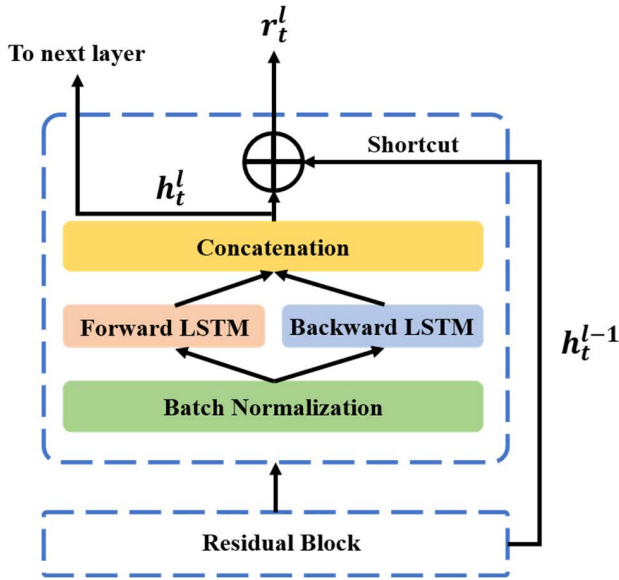 r_t^l
To next layer
Shortcut
h_t^l
Concatenation
Forward LSTM
Backward LSTM
h_t^{l-1}
Batch Normalization
Residual Block